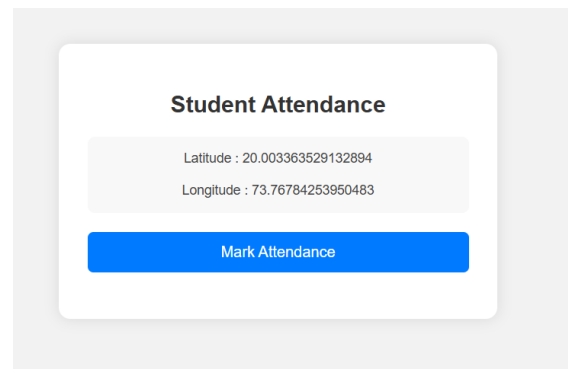 Student Attendance
Latitude : 20.003363529132894
Longitude : 73.76784253950483
Mark Attendance